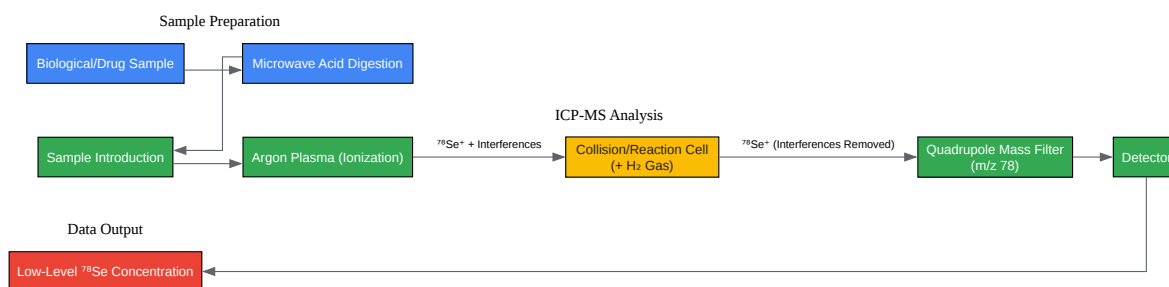 Sample Preparation
Biological/Drug Sample
Microwave Acid Digestion
ICP-MS Analysis
Sample Introduction
Argon Plasma (Ionization)
⁷⁸Se⁺ + Interferences
Collision/Reaction Cell
(+ H₂ Gas)
⁷⁸Se⁺ (Interferences Removed)
Quadrupole Mass Filter
(m/z 78)
Detector
Data Output
Low-Level ⁷⁸Se Concentration